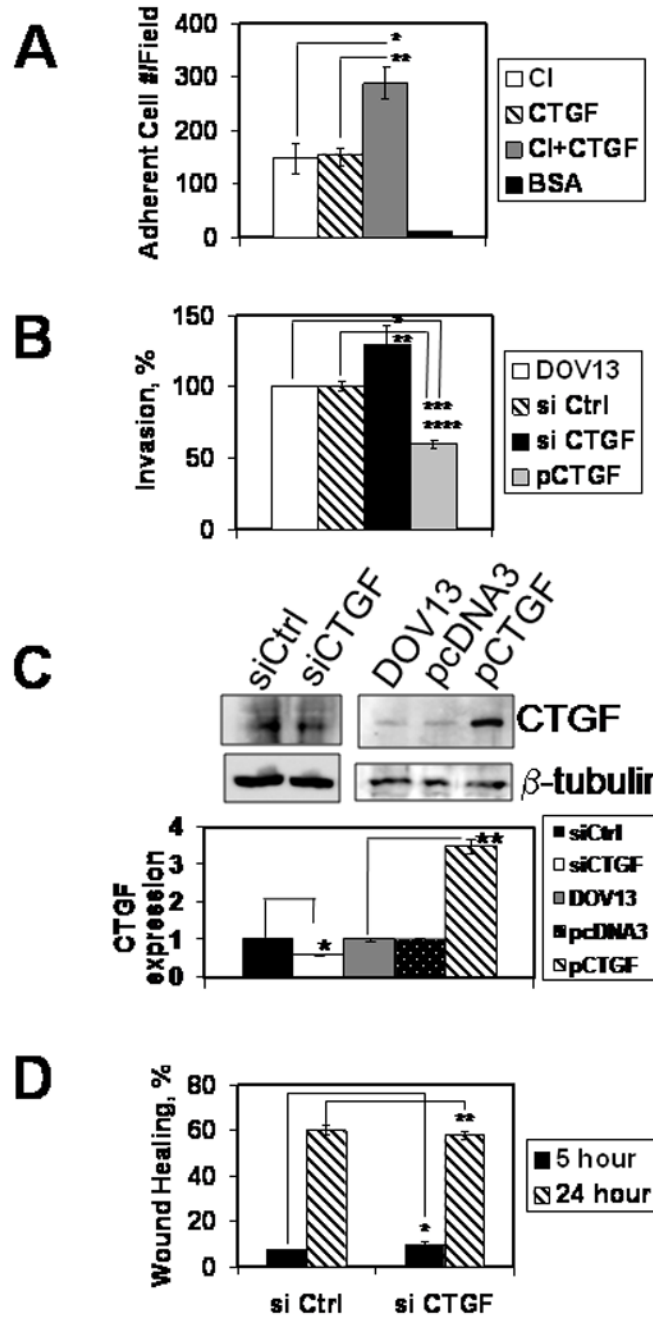 A
Adherent Cell #/Field
400
300
200
100
0
*
**
CI
CTGF
CI+CTGF
BSA
B
Invasion, %
150
100
50
0
*
**
***
****
DOV13
si Ctrl
si CTGF
pCTGF
C
siCtrl
siCTGF
DOV13
pcDNA3
pCTGF
CTGF
β-tubulin
CTGF
expression
4
3
2
1
0
*
**
siCtrl
siCTGF
DOV13
pcDNA3
pCTGF
D
Wound Healing, %
80
60
40
20
0
*
**
si Ctrl
si CTGF
5 hour
24 hour